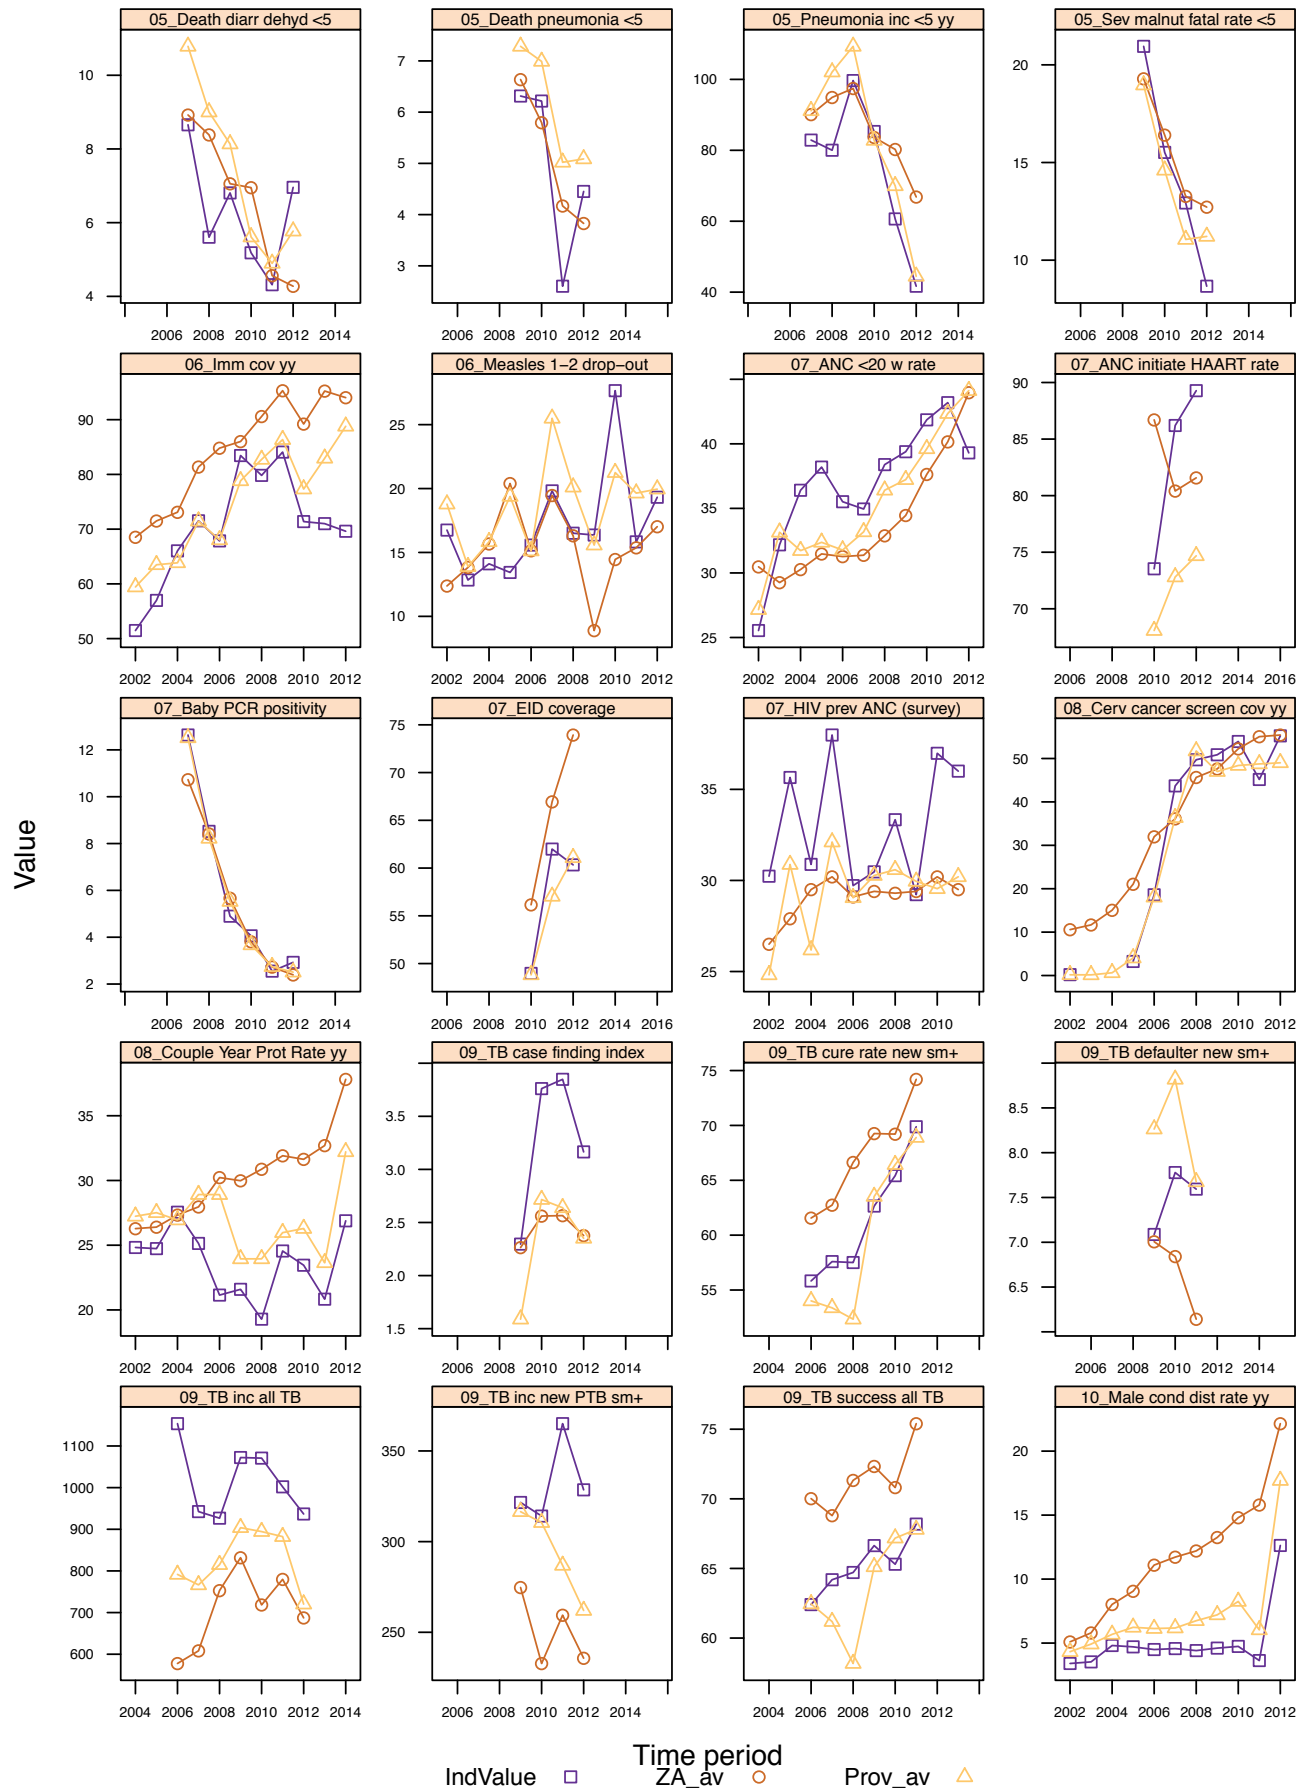 05_Death diarr dehyd <5 05_Death pneumonia <5 05_Pneumonia inc <5 yy 05_Sev malnut fatal rate <5
10 8 6 4
7 6 5 4 3
100 80 60 40
20 15 10
2006 2008 2010 2012 2014 2006 2008 2010 2012 2014 2006 2008 2010 2012 2014 2006 2008 2010 2012 2014
06_Imm cov yy 06_Measles 1−2 drop−out 07_ANC <20 w rate 07_ANC initiate HAART rate
90 80 70 60 50
25 20 15 10
40 35 30 25
90 85 80 75 70
2002 2004 2006 2008 2010 2012 2002 2004 2006 2008 2010 2012 2002 2004 2006 2008 2010 2012 2006 2008 2010 2012 2014 2016
07_Baby PCR positivity 07_EID coverage 07_HIV prev ANC (survey) 08_Cerv cancer screen cov yy
12 10 8 6 4 2
75 70 65 60 55 50
35 30 25
50 40 30 20 10 0
2006 2008 2010 2012 2014 2006 2008 2010 2012 2014 2016 2002 2004 2006 2008 2010 2002 2004 2006 2008 2010 2012
Value
08_Couple Year Prot Rate yy 09_TB case finding index 09_TB cure rate new sm+ 09_TB defaulter new sm+
35 30 25 20
3.5 3.0 2.5 2.0 1.5
75 70 65 60 55
8.5 8.0 7.5 7.0 6.5
2002 2004 2006 2008 2010 2012 2006 2008 2010 2012 2014 2004 2006 2008 2010 2012 2006 2008 2010 2012 2014
09_TB inc all TB 09_TB inc new PTB sm+ 09_TB success all TB 10_Male cond dist rate yy
1100 1000 900 800 700 600
350 300 250
75 70 65 60
20 15 10 5
2004 2006 2008 2010 2012 2014 2006 2008 2010 2012 2014 2004 2006 2008 2010 2012 2002 2004 2006 2008 2010 2012
Time period
IndValue ZA_av Prov_av